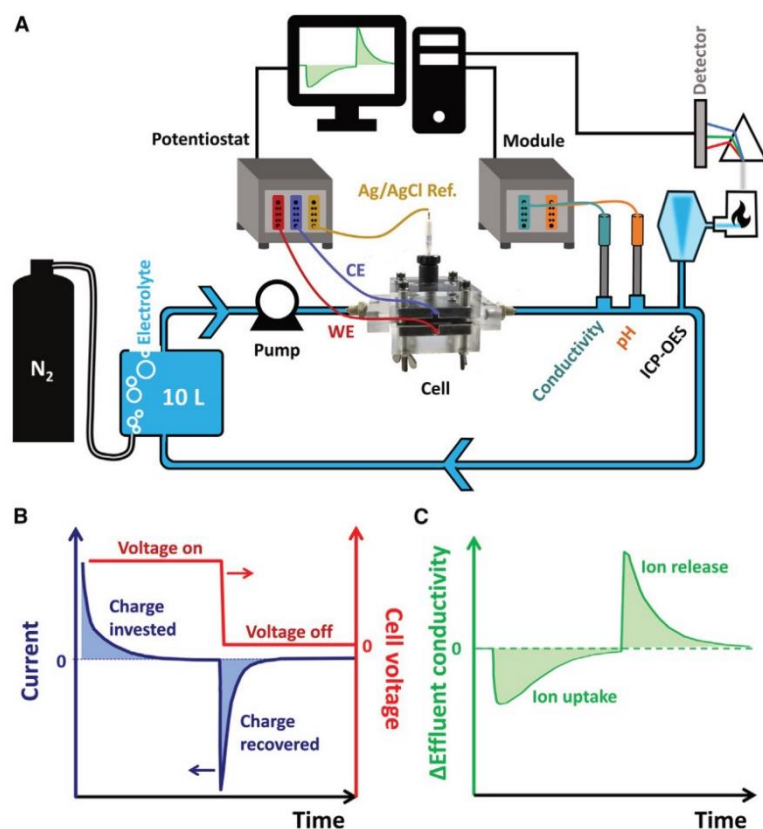 A
Detector
Potentiostat
Module
Ag/AgCl Ref.
CE
Electrolyte
WE
Pump
Cell
Conductivity
pH
ICP-OES
N2
10 L
B
Voltage on
Charge
invested
Voltage off
0
0
Charge
recovered
Current
Cell voltage
Time
C
Ion release
0
Ion uptake
ΔEffluent conductivity
Time